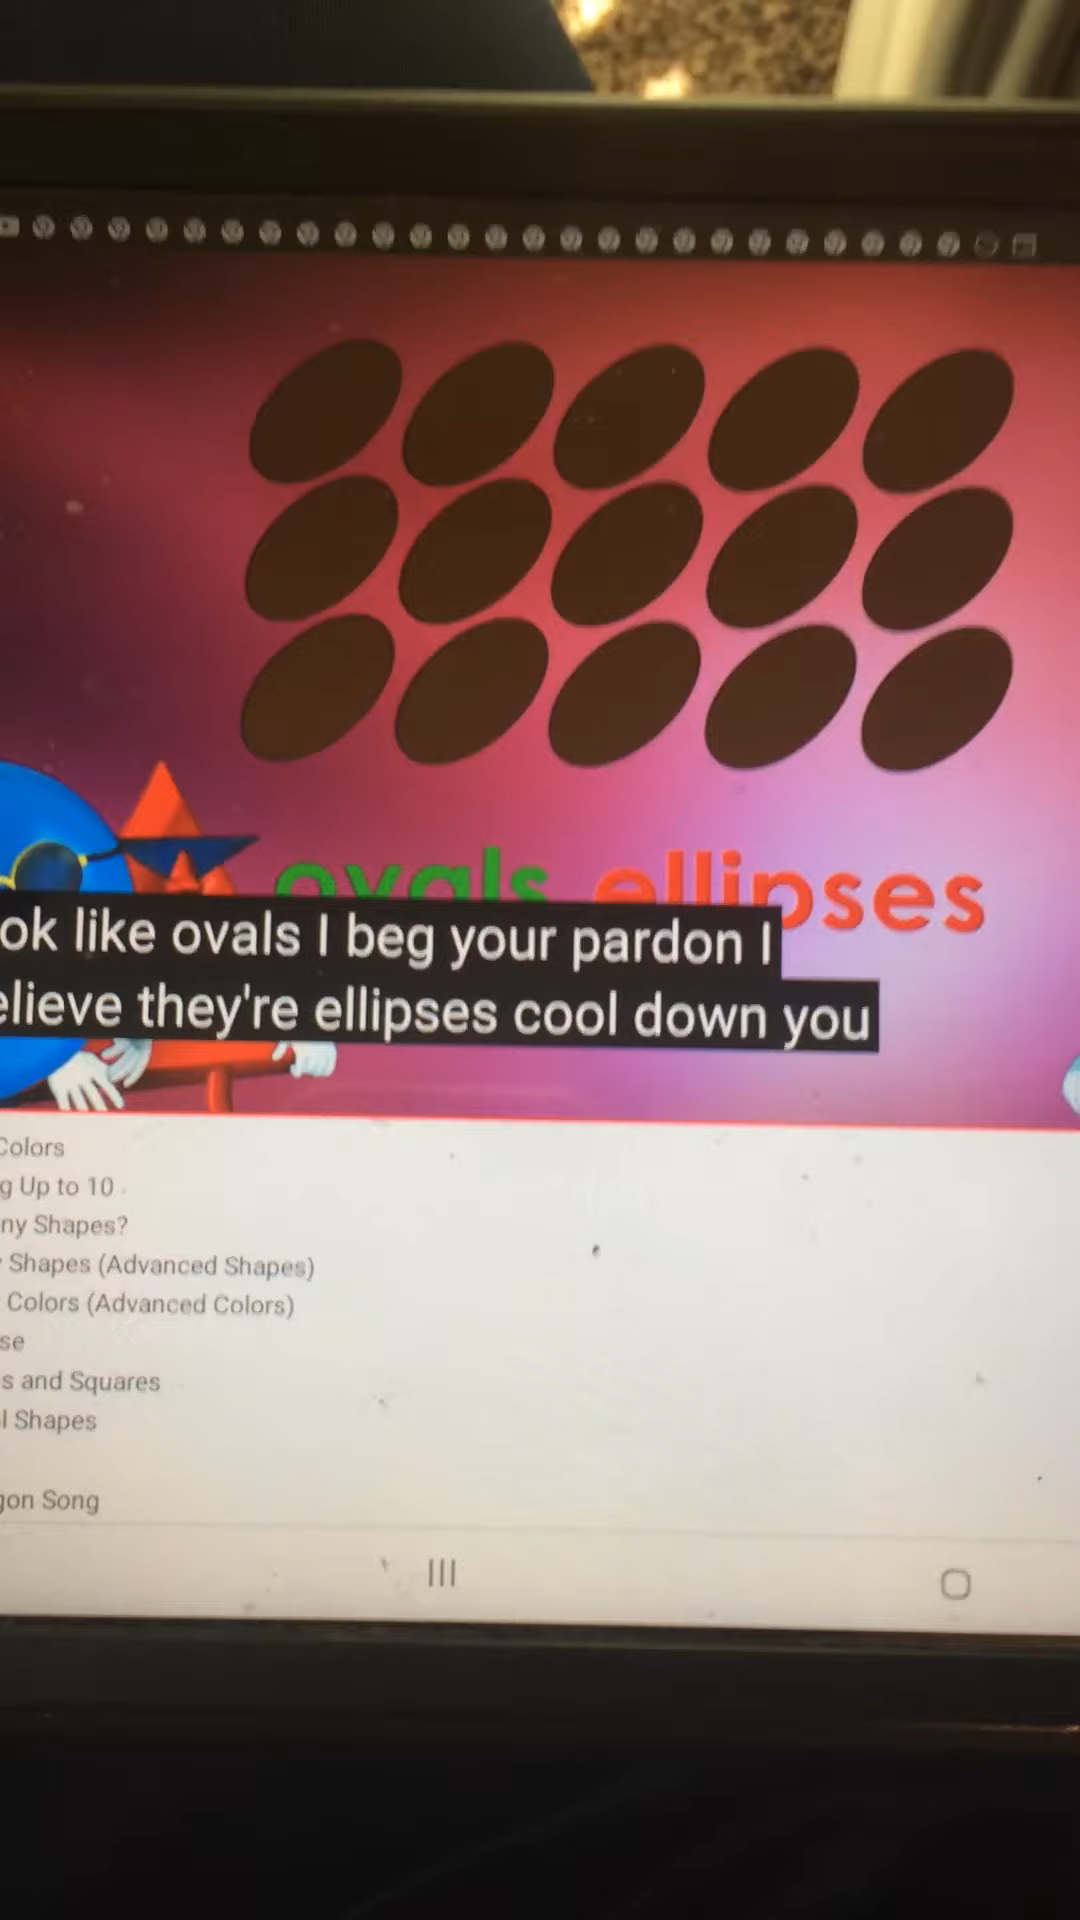 ovals ellipses
ok like ovals I beg your pardon I
elieve they're ellipses cool down you
Colors
g Up to 10
ny Shapes?
Shapes (Advanced Shapes)
Colors (Advanced Colors)
se
s and Squares
l Shapes
gon Song